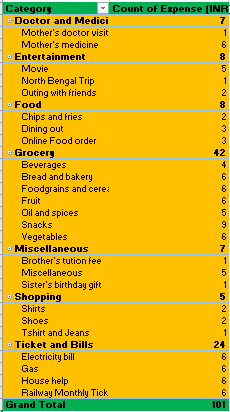 Category Count of Expense (INR
Doctor and Medici 7
Mother's doctor visit 1
Mother's medicine 6
Entertainment 8
Movie 5
North Bengal Trip 1
Outing with friends 2
Food 8
Chips and fries 2
Dining out 3
Online Food order 3
Grocery 42
Beverages 4
Bread and bakery 6
Foodgrains and cerea 6
Fruit 6
Oil and spices 5
Snacks 9
Vegetables 6
Miscellaneous 7
Brother's tution fee 1
Miscellaneous 5
Sister's birthday gift 1
Shopping 5
Shirts 2
Shoes 2
Tshirt and Jeans 1
Ticket and Bills 24
Electricity bill 6
Gas 6
House help 6
Railway Monthly Tick 6
Grand Total 101